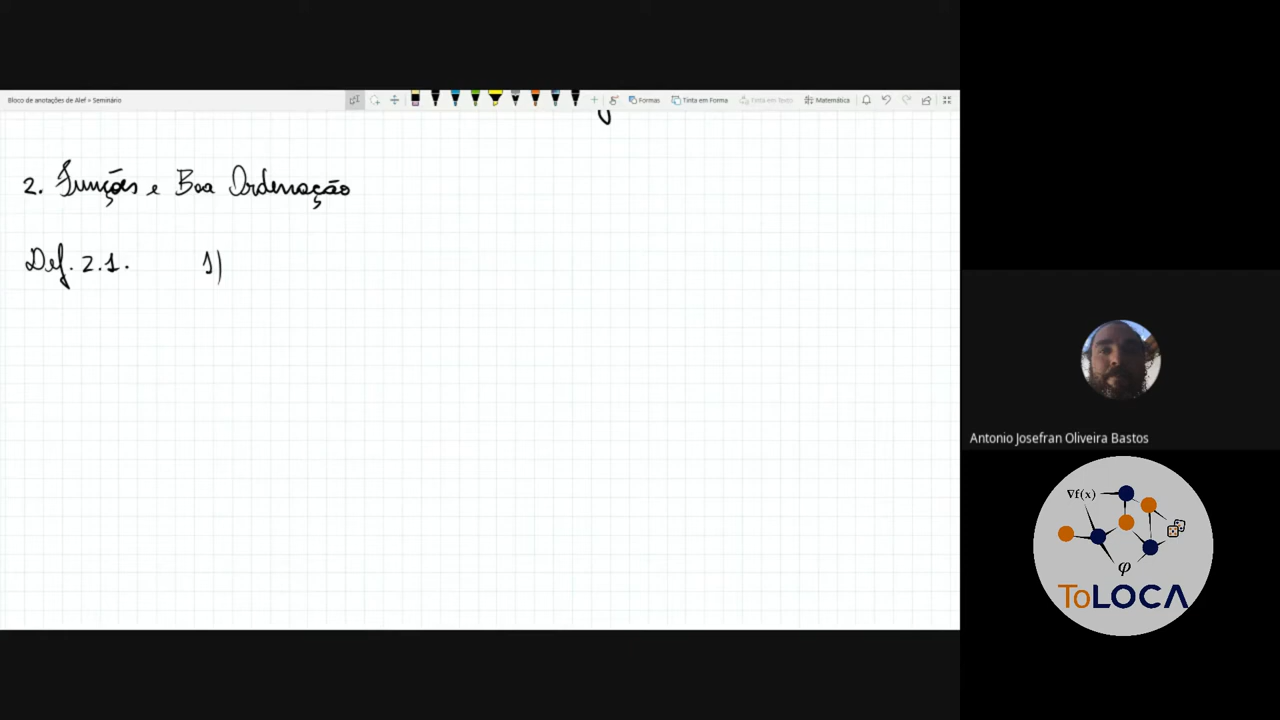 Bloco de anotações de Alef » Seminário
Formas
Tinta em Forma
Tinta em Texto
Matemática
2. Funções e Boa Ordenação
Def. 2.1. 1)
Antonio Josefran Oliveira Bastos
∇f(x)
φ
ToLOCA